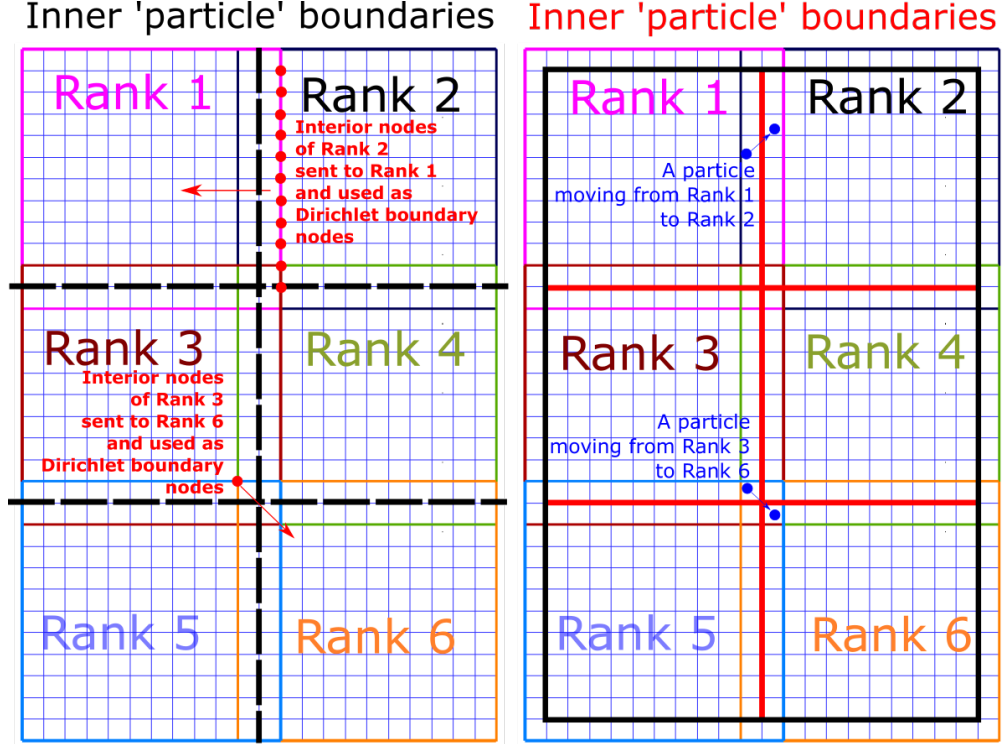 Inner 'particle' boundaries
Rank 1
Rank 2
Interior nodes
of Rank 2
sent to Rank 1
and used as
Dirichlet boundary
nodes
Rank 3
Rank 4
Interior nodes
of Rank 3
sent to Rank 6
and used as
Dirichlet boundary
nodes
Rank 5
Rank 6
Inner 'particle' boundaries
Rank 1
Rank 2
A particle
moving from Rank 1
to Rank 2
Rank 3
Rank 4
A particle
moving from Rank 3
to Rank 6
Rank 5
Rank 6